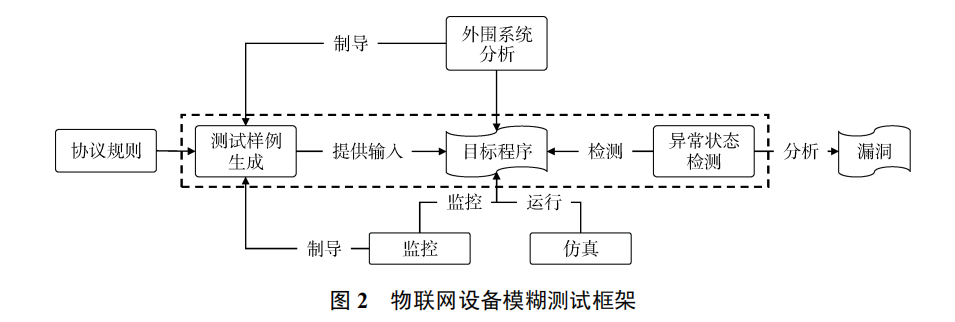 外围系统
分析
制导
协议规则
测试样例
生成
提供输入
目标程序
检测
异常状态
检测
分析
漏洞
监控
运行
制导
监控
仿真
图 2 物联网设备模糊测试框架